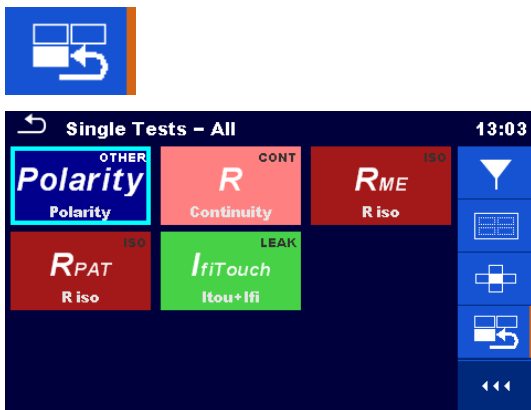 Single Tests – All 13:03
OTHER CONT ISO
Polarity R RME
Polarity Continuity R iso
ISO LEAK
RPAT IfiTouch
R iso Itou+Ifi